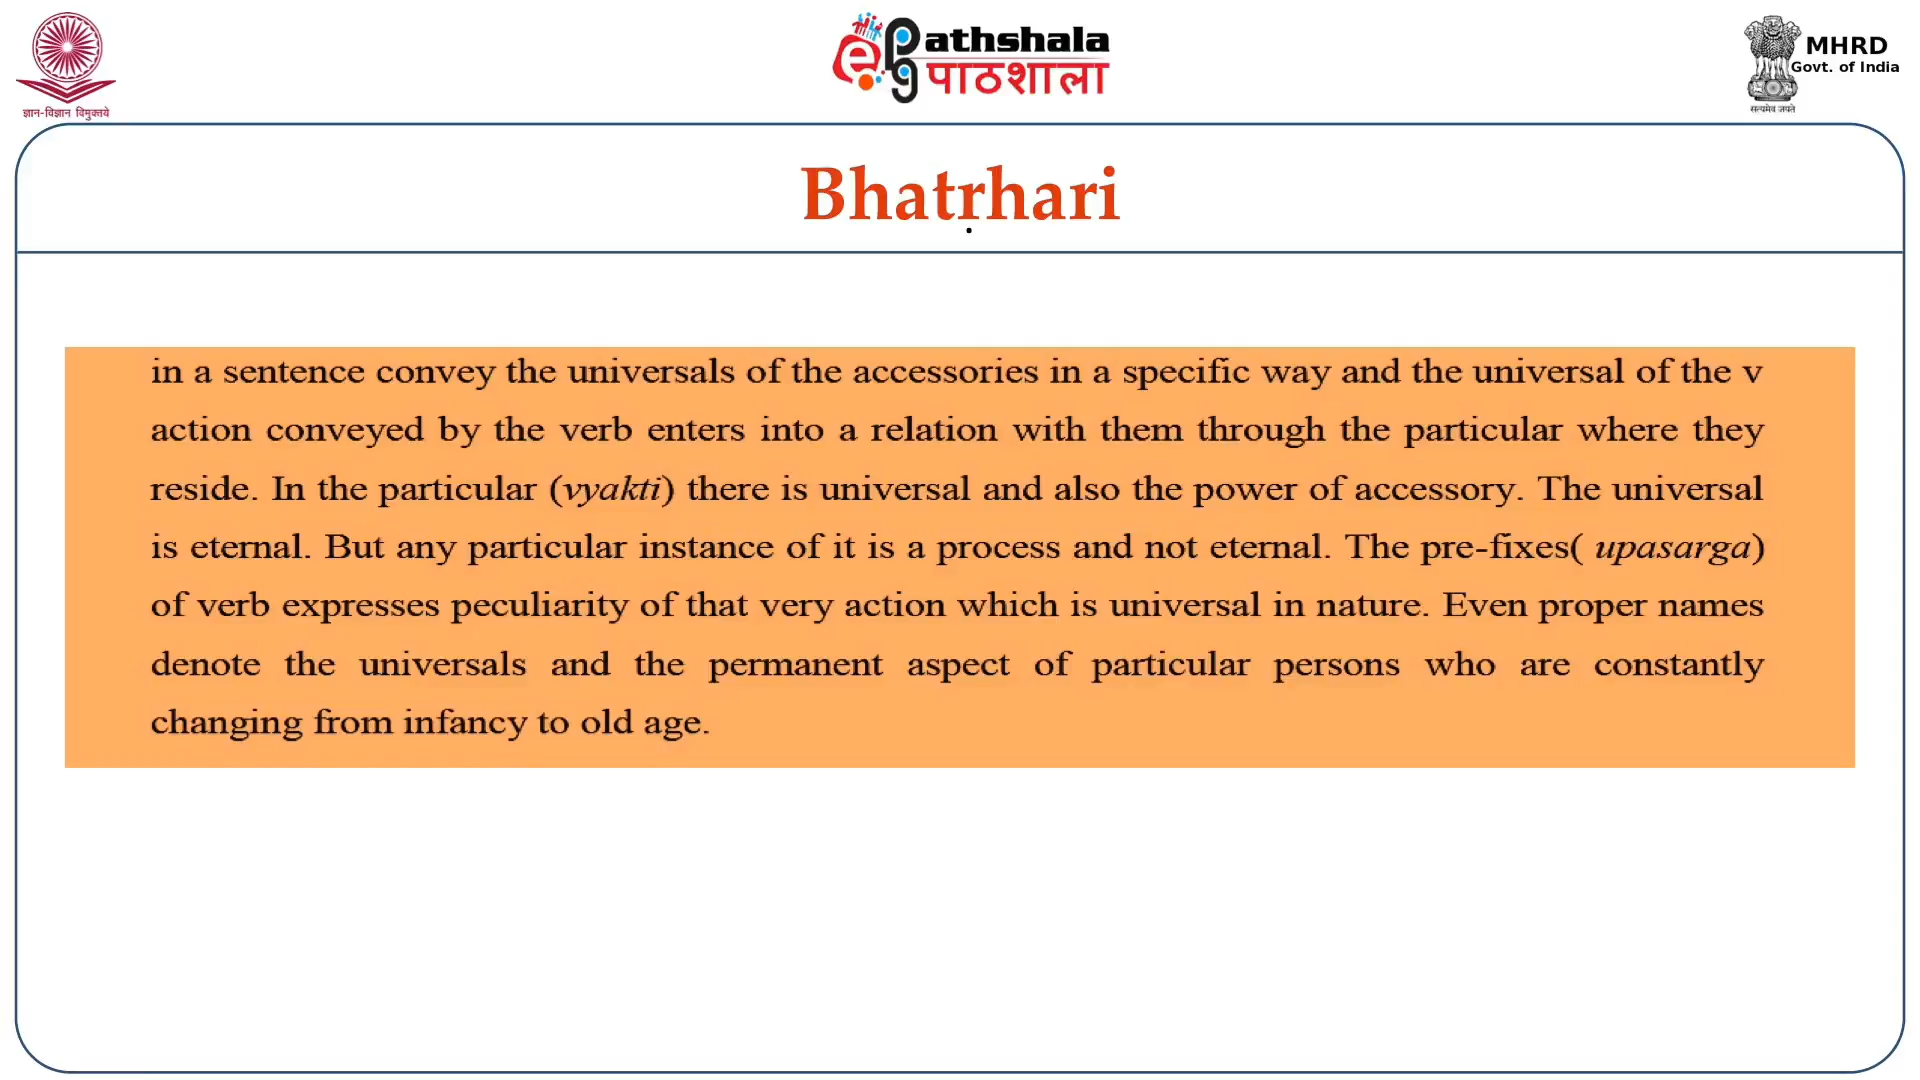 ज्ञान-विज्ञान विमुक्तये
e Pathshala
पाठशाला
MHRD
Govt. of India
सत्यमेव जयते
Bhatṛhari
in a sentence convey the universals of the accessories in a specific way and the universal of the v
action conveyed by the verb enters into a relation with them through the particular where they
reside. In the particular (vyakti) there is universal and also the power of accessory. The universal
is eternal. But any particular instance of it is a process and not eternal. The pre-fixes( upasarga)
of verb expresses peculiarity of that very action which is universal in nature. Even proper names
denote the universals and the permanent aspect of particular persons who are constantly
changing from infancy to old age.